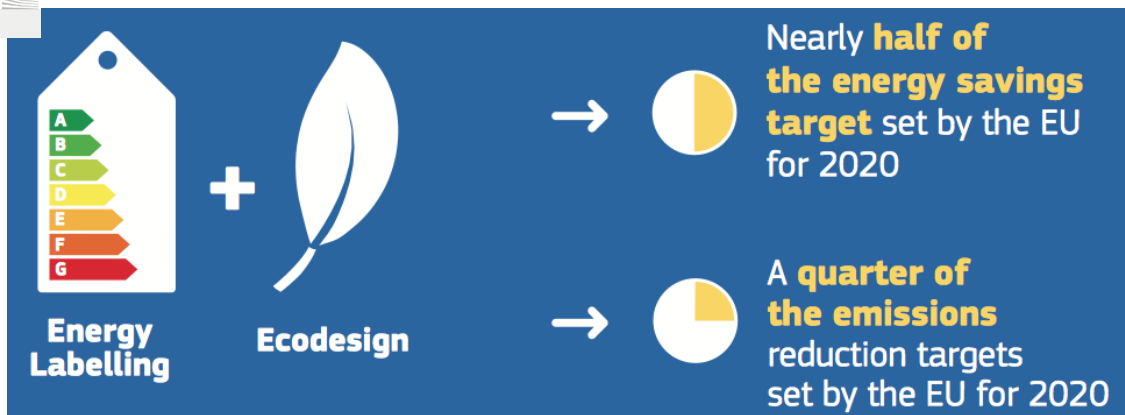 A
B
C
D
E
F
G
Energy
Labelling
Ecodesign
Nearly half of
the energy savings
target set by the EU
for 2020
A quarter of
the emissions
reduction targets
set by the EU for 2020